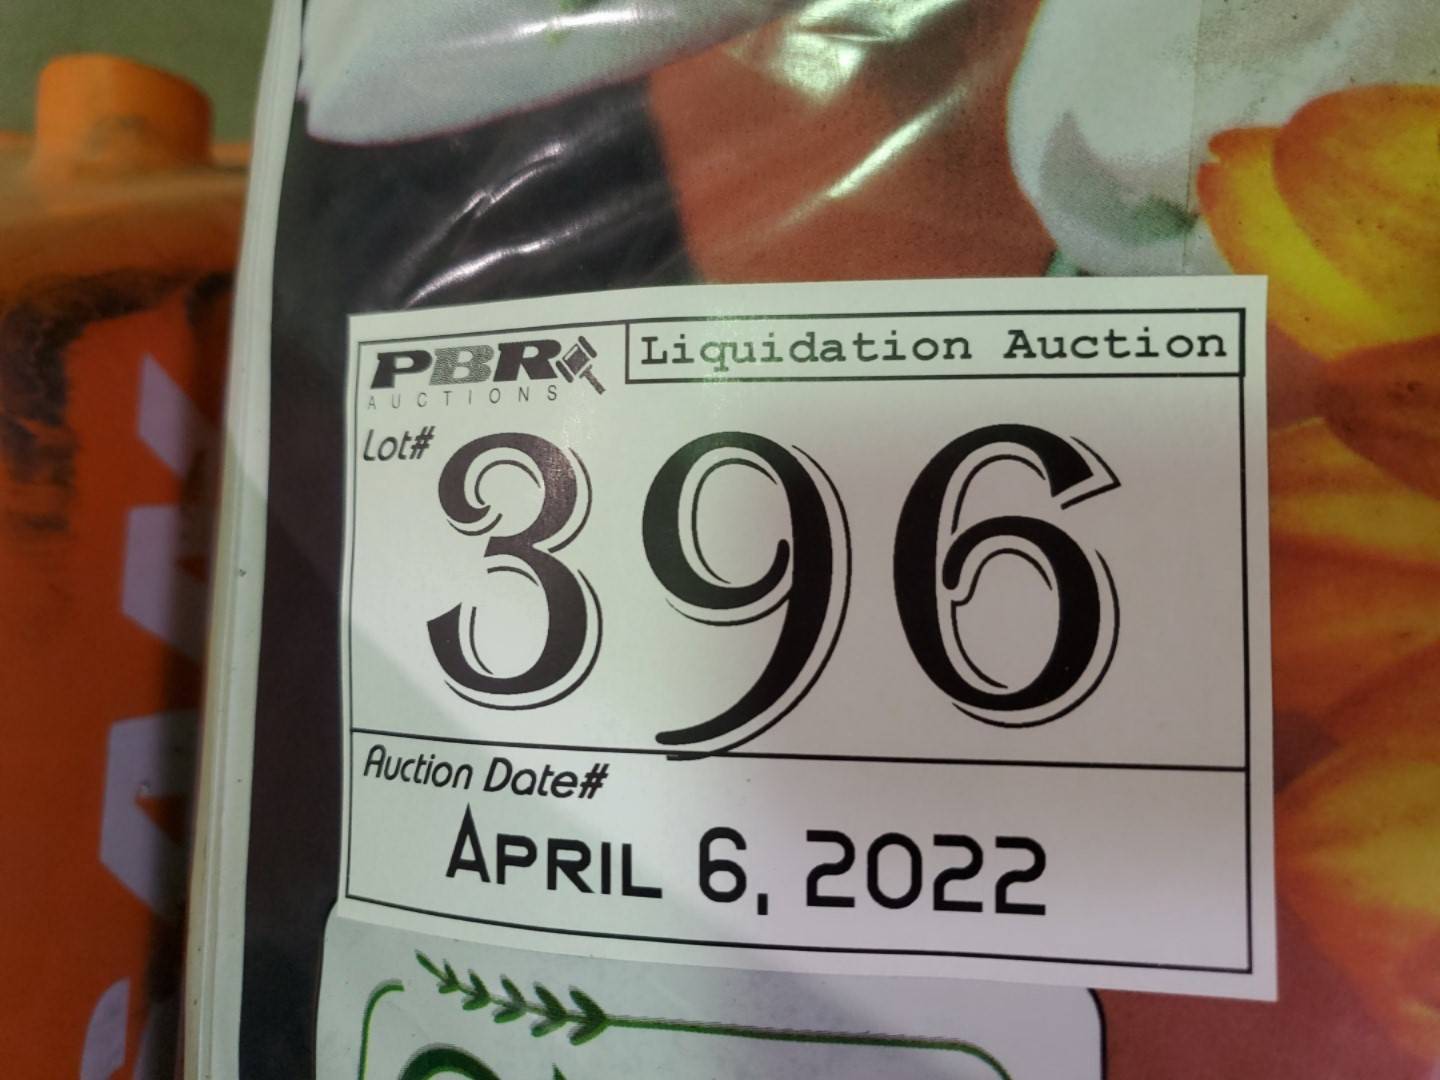 PBR
AUCTIONS
Liquidation Auction
Lot#
396
Auction Date#
APRIL 6, 2022